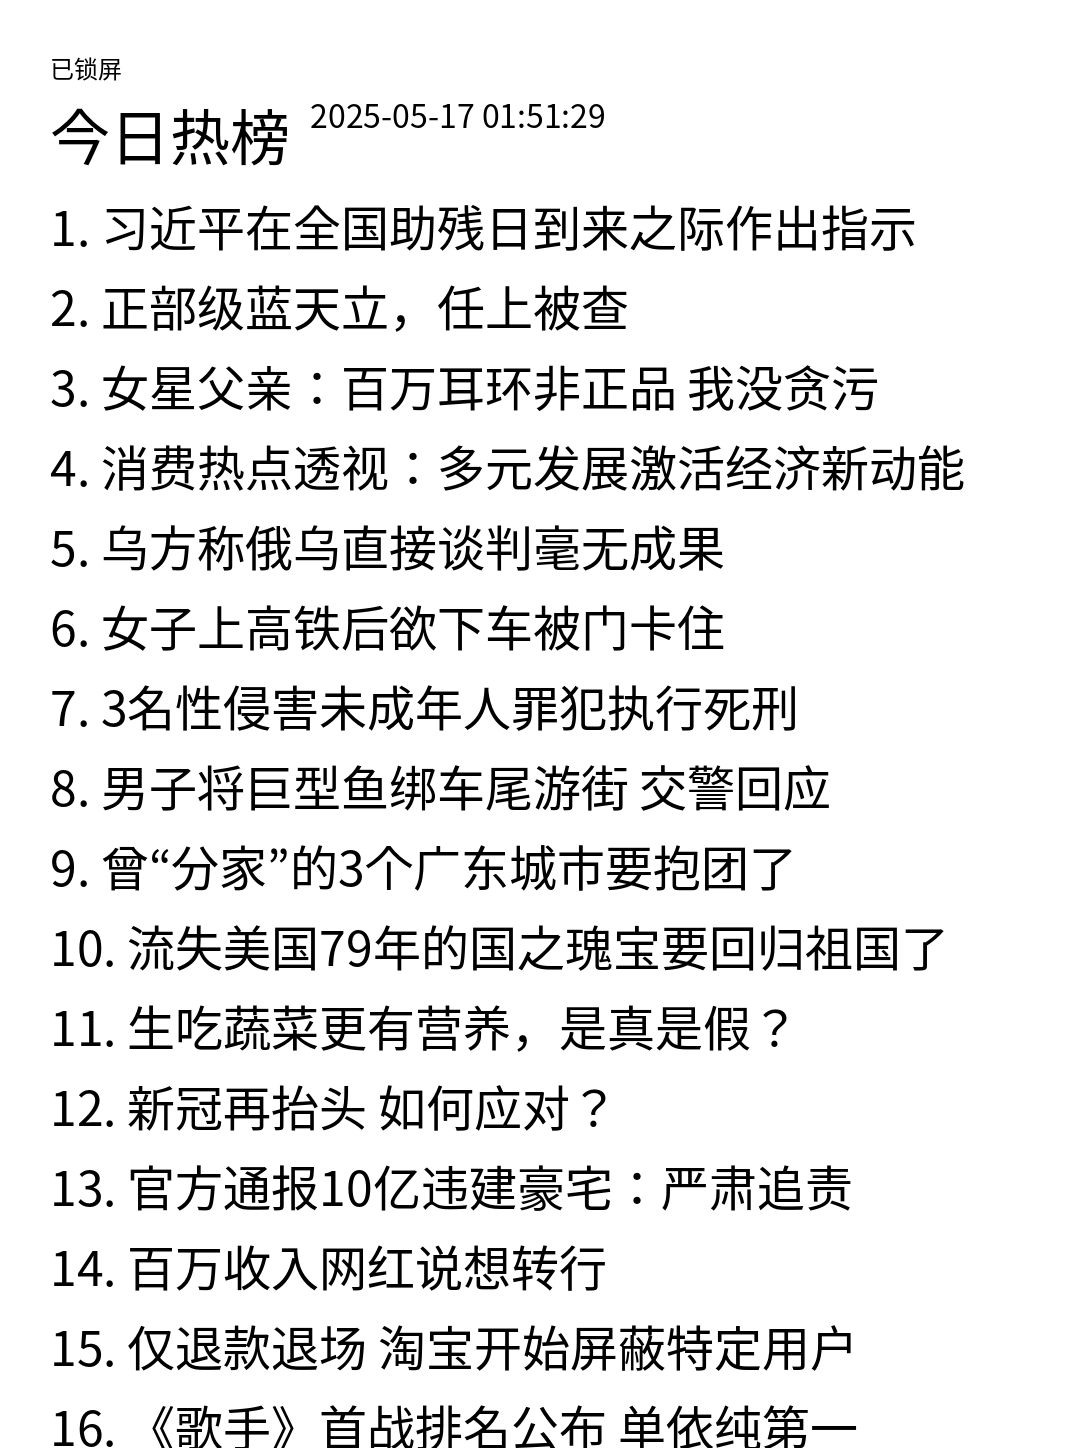 已锁屏
今日热榜 2025-05-17 01:51:29
1. 习近平在全国助残日到来之际作出指示
2. 正部级蓝天立，任上被查
3. 女星父亲：百万耳环非正品 我没贪污
4. 消费热点透视：多元发展激活经济新动能
5. 乌方称俄乌直接谈判毫无成果
6. 女子上高铁后欲下车被门卡住
7. 3名性侵害未成年人罪犯执行死刑
8. 男子将巨型鱼绑车尾游街 交警回应
9. 曾“分家”的3个广东城市要抱团了
10. 流失美国79年的国之瑰宝要回归祖国了
11. 生吃蔬菜更有营养，是真是假？
12. 新冠再抬头 如何应对？
13. 官方通报10亿违建豪宅：严肃追责
14. 百万收入网红说想转行
15. 仅退款退场 淘宝开始屏蔽特定用户
16. 《歌手》首战排名公布 单依纯第一